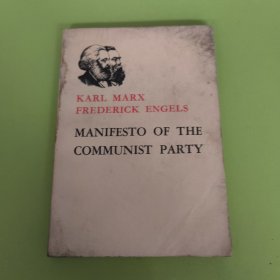 KARL MARX
FREDERICK ENGELS
MANIFESTO OF THE
COMMUNIST PARTY